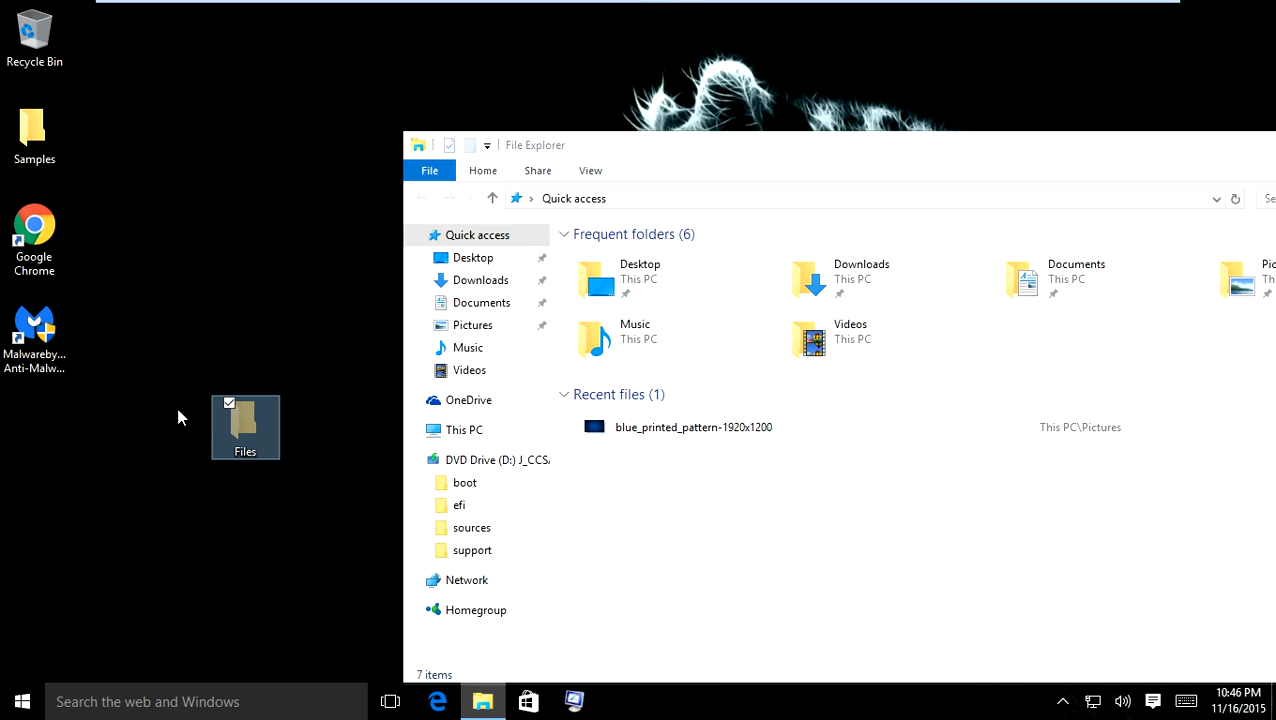 Recycle Bin
Samples
Google
Chrome
Malwareby...
Anti-Malw...
Files
File Explorer
File
Home
Share
View
Quick access
Se
Quick access
Desktop
Downloads
Documents
Pictures
Music
Videos
OneDrive
This PC
DVD Drive (D:) J_CCS
boot
efi
sources
support
Network
Homegroup
Frequent folders (6)
Desktop
This PC
Downloads
This PC
Documents
This PC
Pic
Th
Music
This PC
Videos
This PC
Recent files (1)
blue_printed_pattern-1920x1200
This PC\Pictures
7 items
Search the web and Windows
10:46 PM
11/16/2015